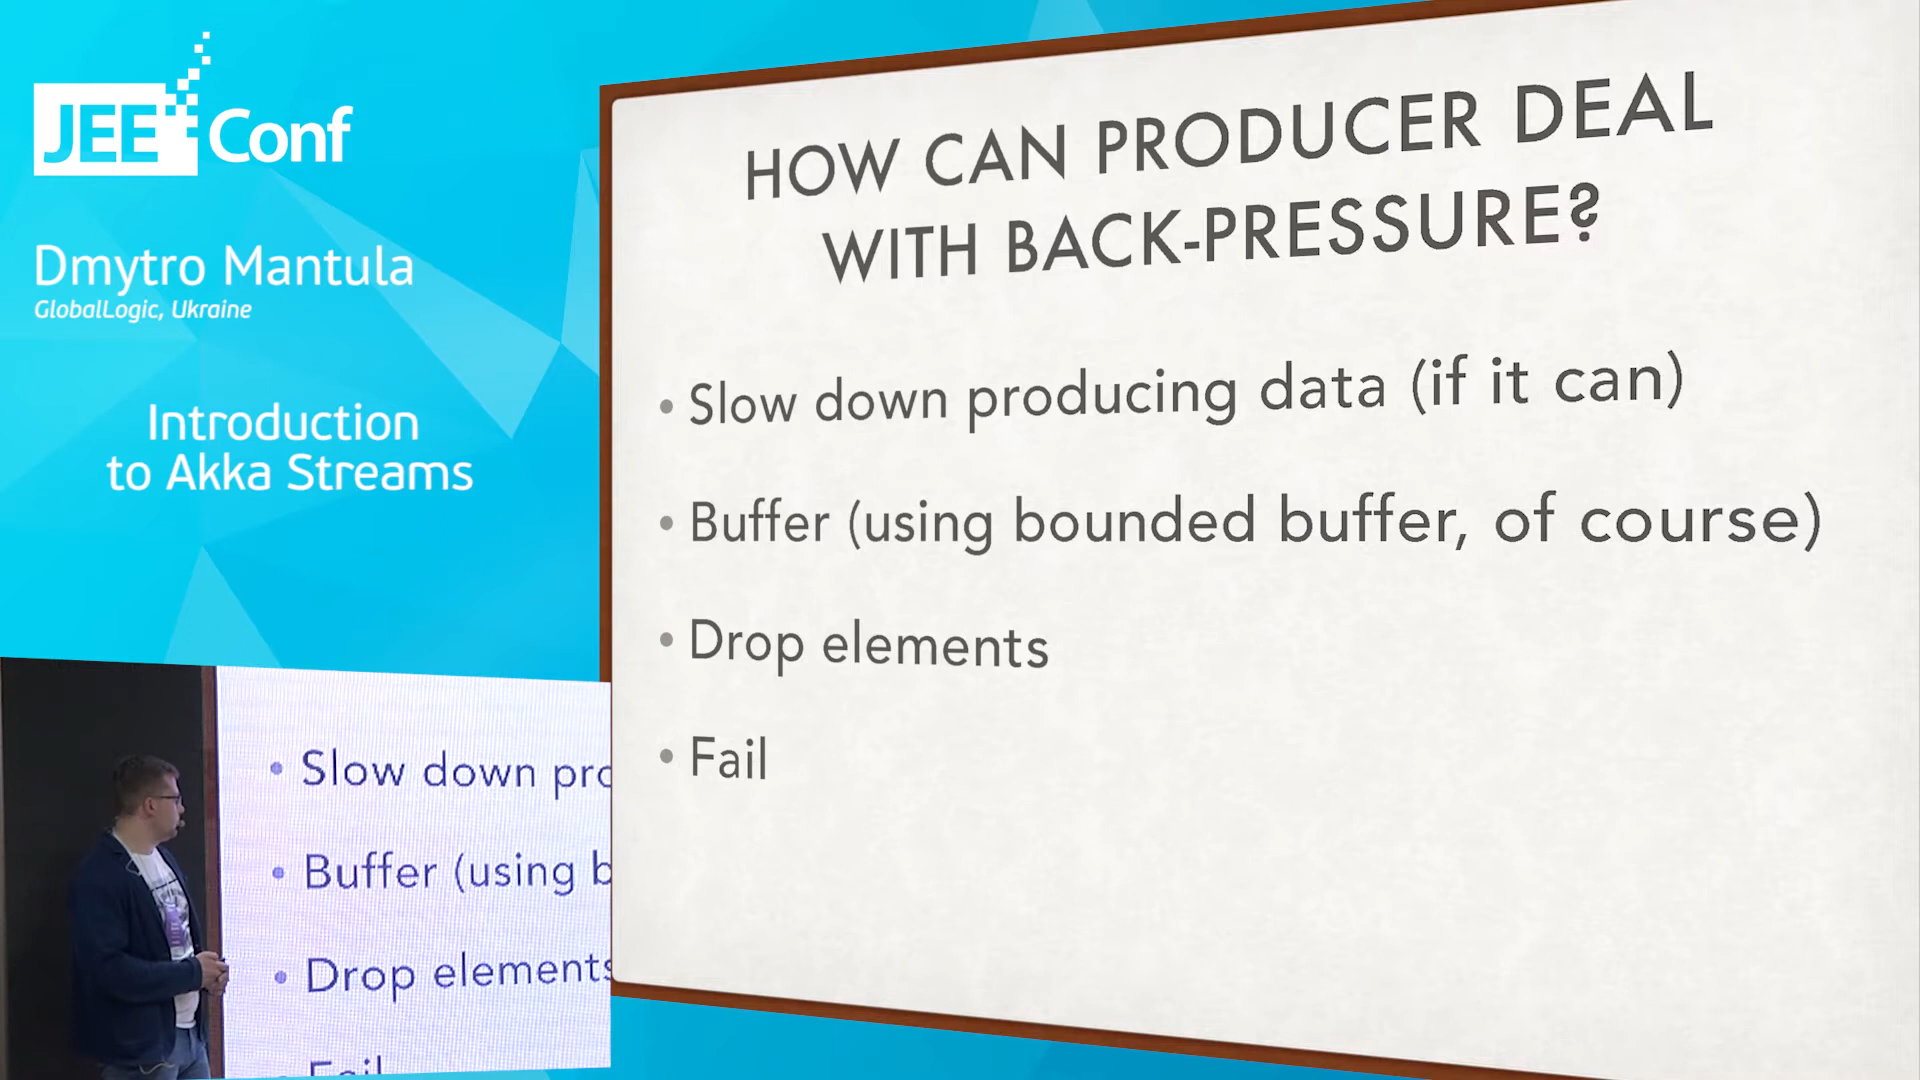 JEE Conf
Dmytro Mantula
GlobalLogic, Ukraine
Introduction
to Akka Streams
HOW CAN PRODUCER DEAL
WITH BACK-PRESSURE?
• Slow down producing data (if it can)
• Buffer (using bounded buffer, of course)
• Drop elements
• Fail
• Slow down pro
• Buffer (using b
• Drop elements
• Fail